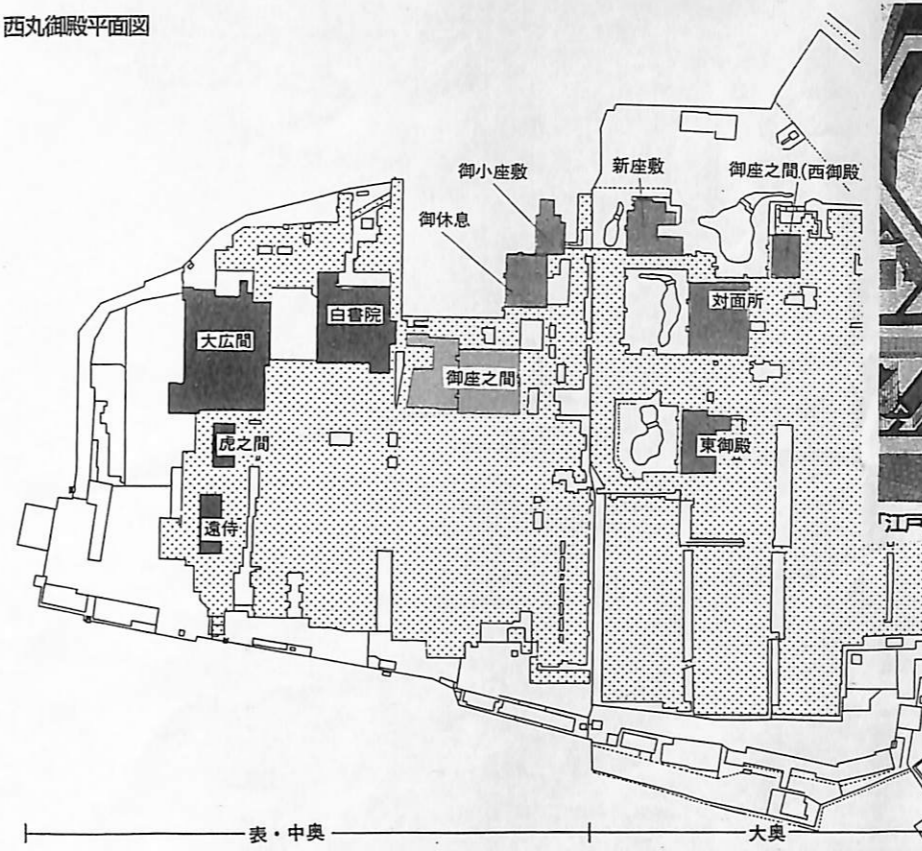 西丸御殿平面図
御小座敷
新座敷
御座之間(西御殿
御休息
対面所
大広間
白書院
御座之間
虎之間
東御殿
遠侍
「江戸
表・中奥
大奥